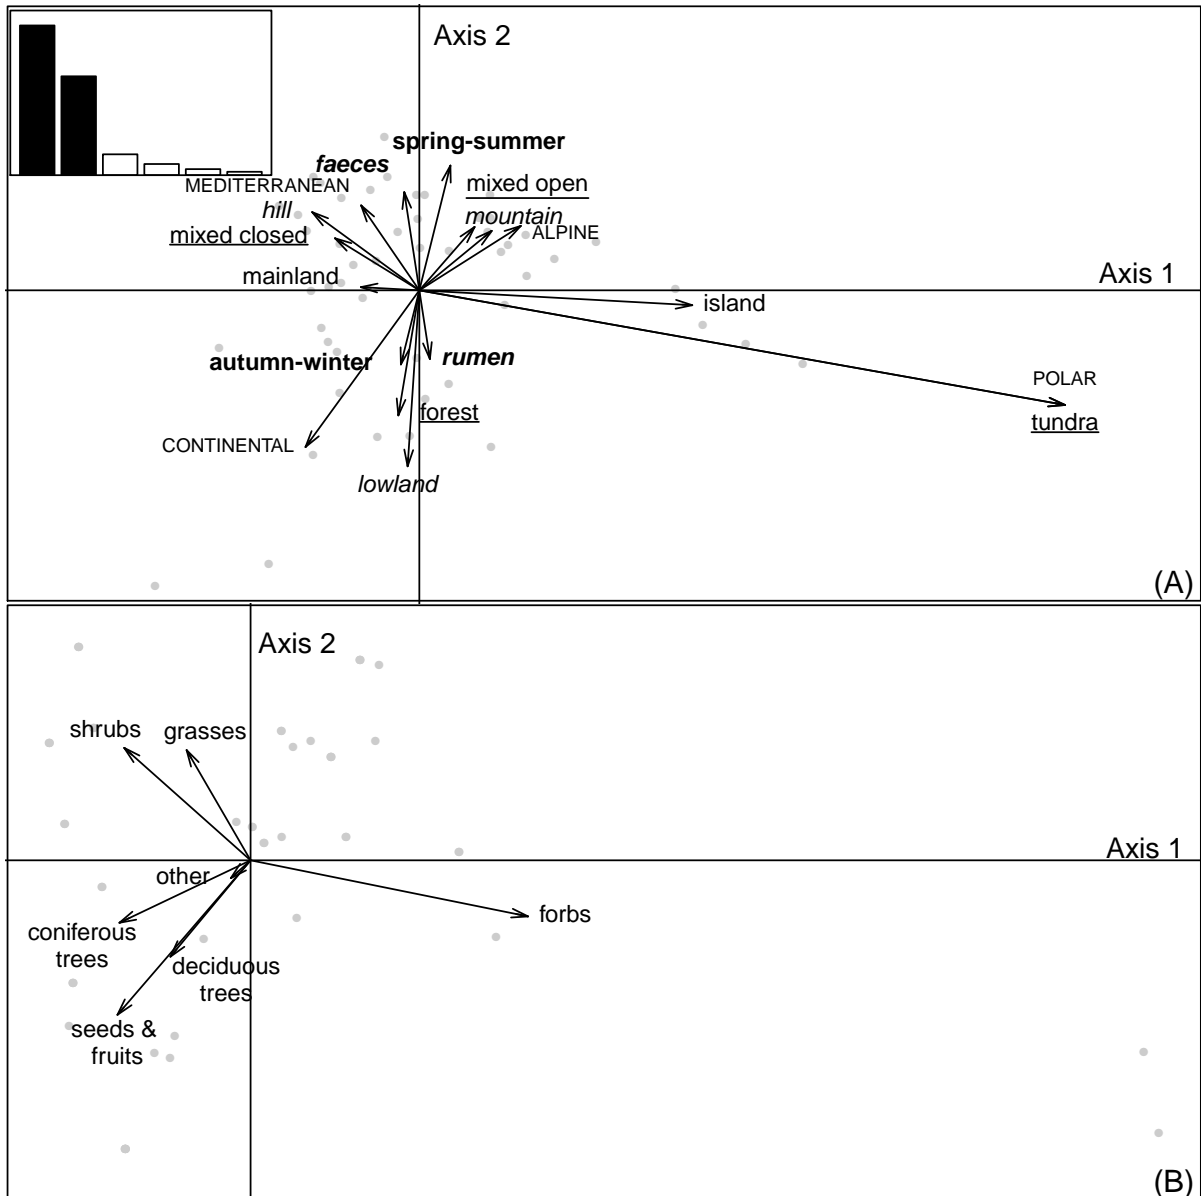 Axis 2
spring-summer
faeces
MEDITERRANEAN
mixed open
hill
mountain
mixed closed
ALPINE
mainland
Axis 1
island
autumn-winter
rumen
POLAR
forest
tundra
CONTINENTAL
lowland
(A)
Axis 2
shrubs
grasses
Axis 1
other
forbs
coniferous
trees
deciduous
trees
seeds &
fruits
(B)